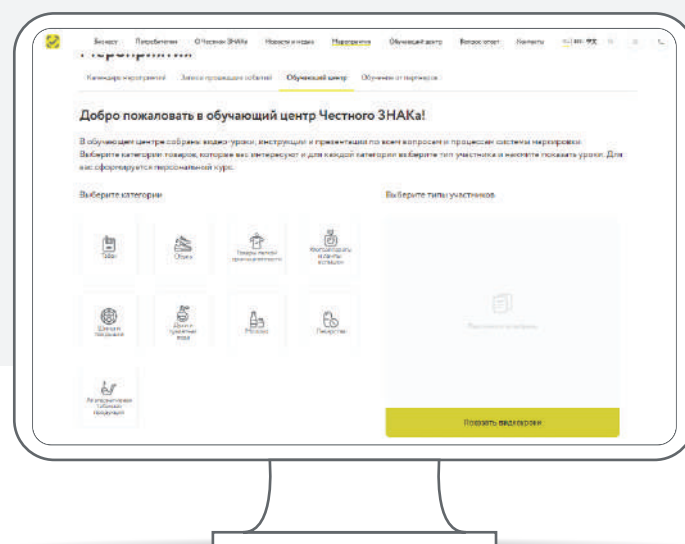 Бизнесу Потребителям О Честном ЗНАКе Новости и медиа Мероприятия Обучающий центр Вопрос ответ Контакты
Мероприятия
Календарь мероприятий Записи прошедших событий Обучающий центр Обучение от партнеров
Добро пожаловать в обучающий центр Честного ЗНАКа!
В обучающем центре собраны видео-уроки, инструкции и презентации по всем вопросам и процессам системы маркировки.
Выберите категории товаров, которые вас интересуют и для каждой категории выберите тип участника и нажмите показать уроки. Для
вас сформируется персональный курс.
Выберите категории
Выберите типы участников
Табак
Обувь
Товары легкой
промышленности
Фотоаппараты
и лампы-
вспышки
Шины и
покрышки
Духи и
туалетная
вода
Молоко
Лекарства
Альтернативная
табачная
продукция
Показать видеоуроки